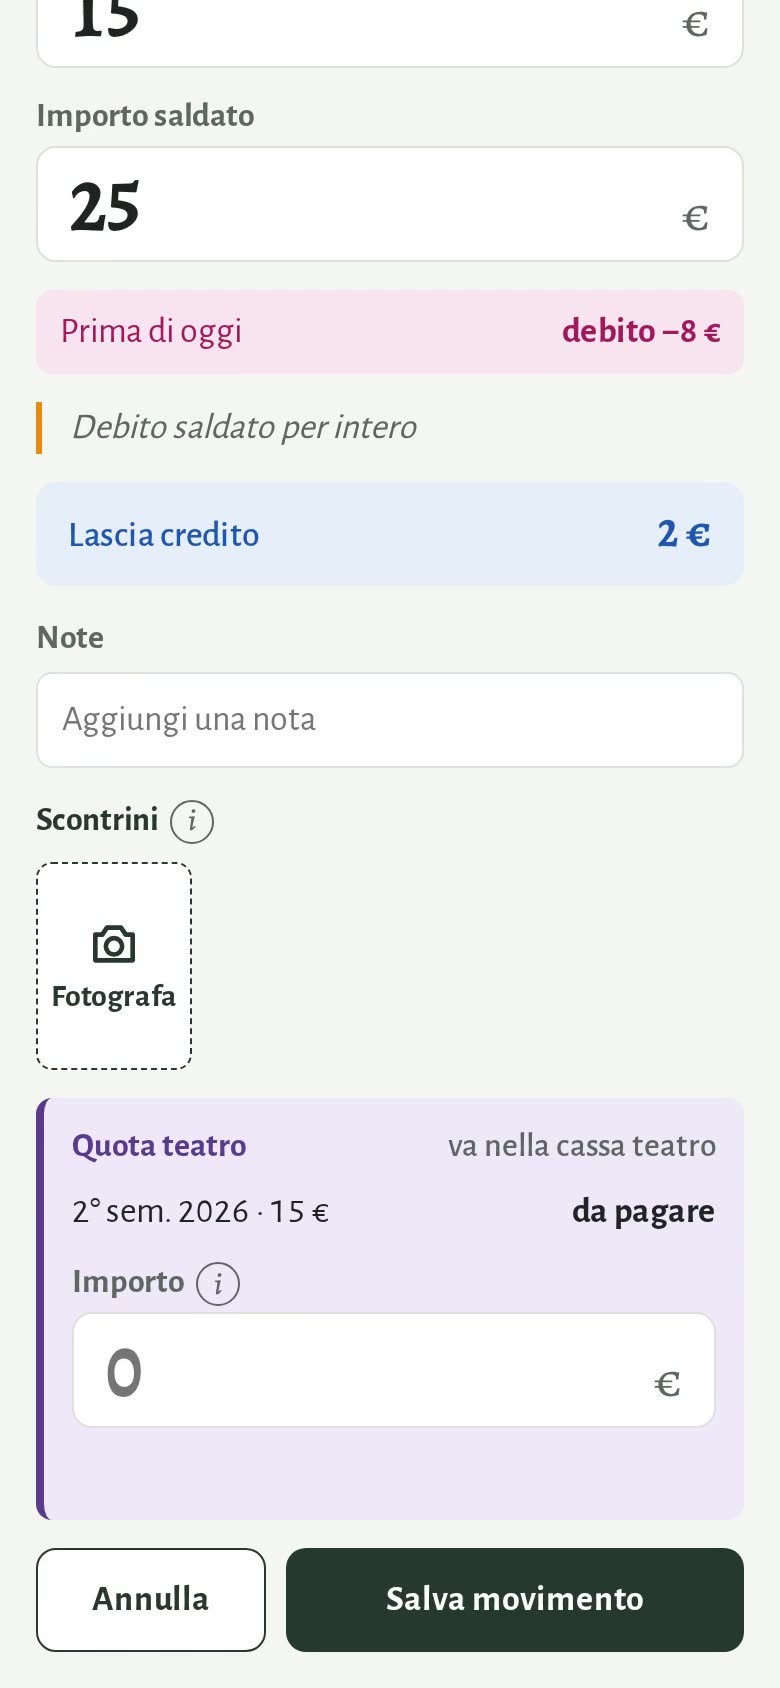 15 €
Importo saldato
25 €
Prima di oggi debito −8 €
Debito saldato per intero
Lascia credito 2 €
Note
Aggiungi una nota
Scontrini i
Fotografa
Quota teatro va nella cassa teatro
2° sem. 2026 · 15 € da pagare
Importo i
0 €
Annulla Salva movimento